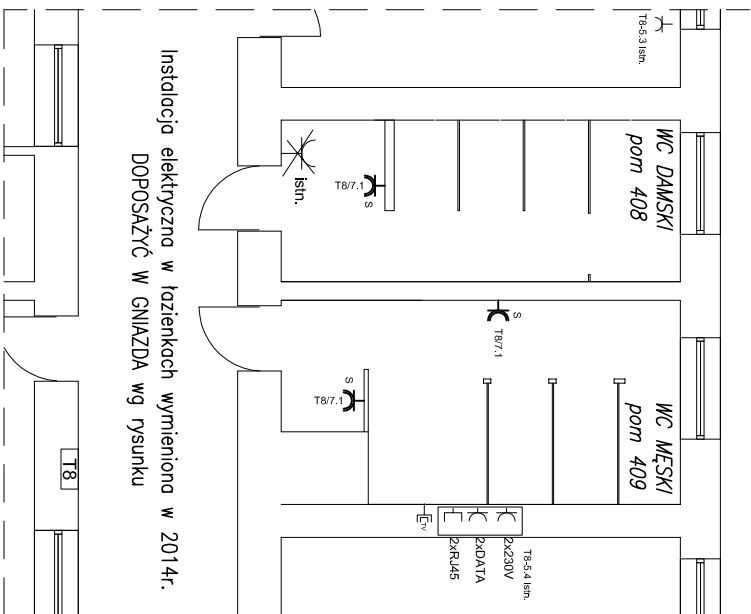 T8-5.3 Istn.
WC DAMSKI
pom 408
istn.
T8/7.1
S
S
T8/7.1
S
T8/7.1
WC MĘSKI
pom 409
T8-5.4 Istn.
2x230V
2xDATA
2xRJ45
TV
Instalacja elektryczna w łazienkach wymieniona w 2014r.
DOPOSAŻYĆ W GNIAZDA wg rysunku
T8